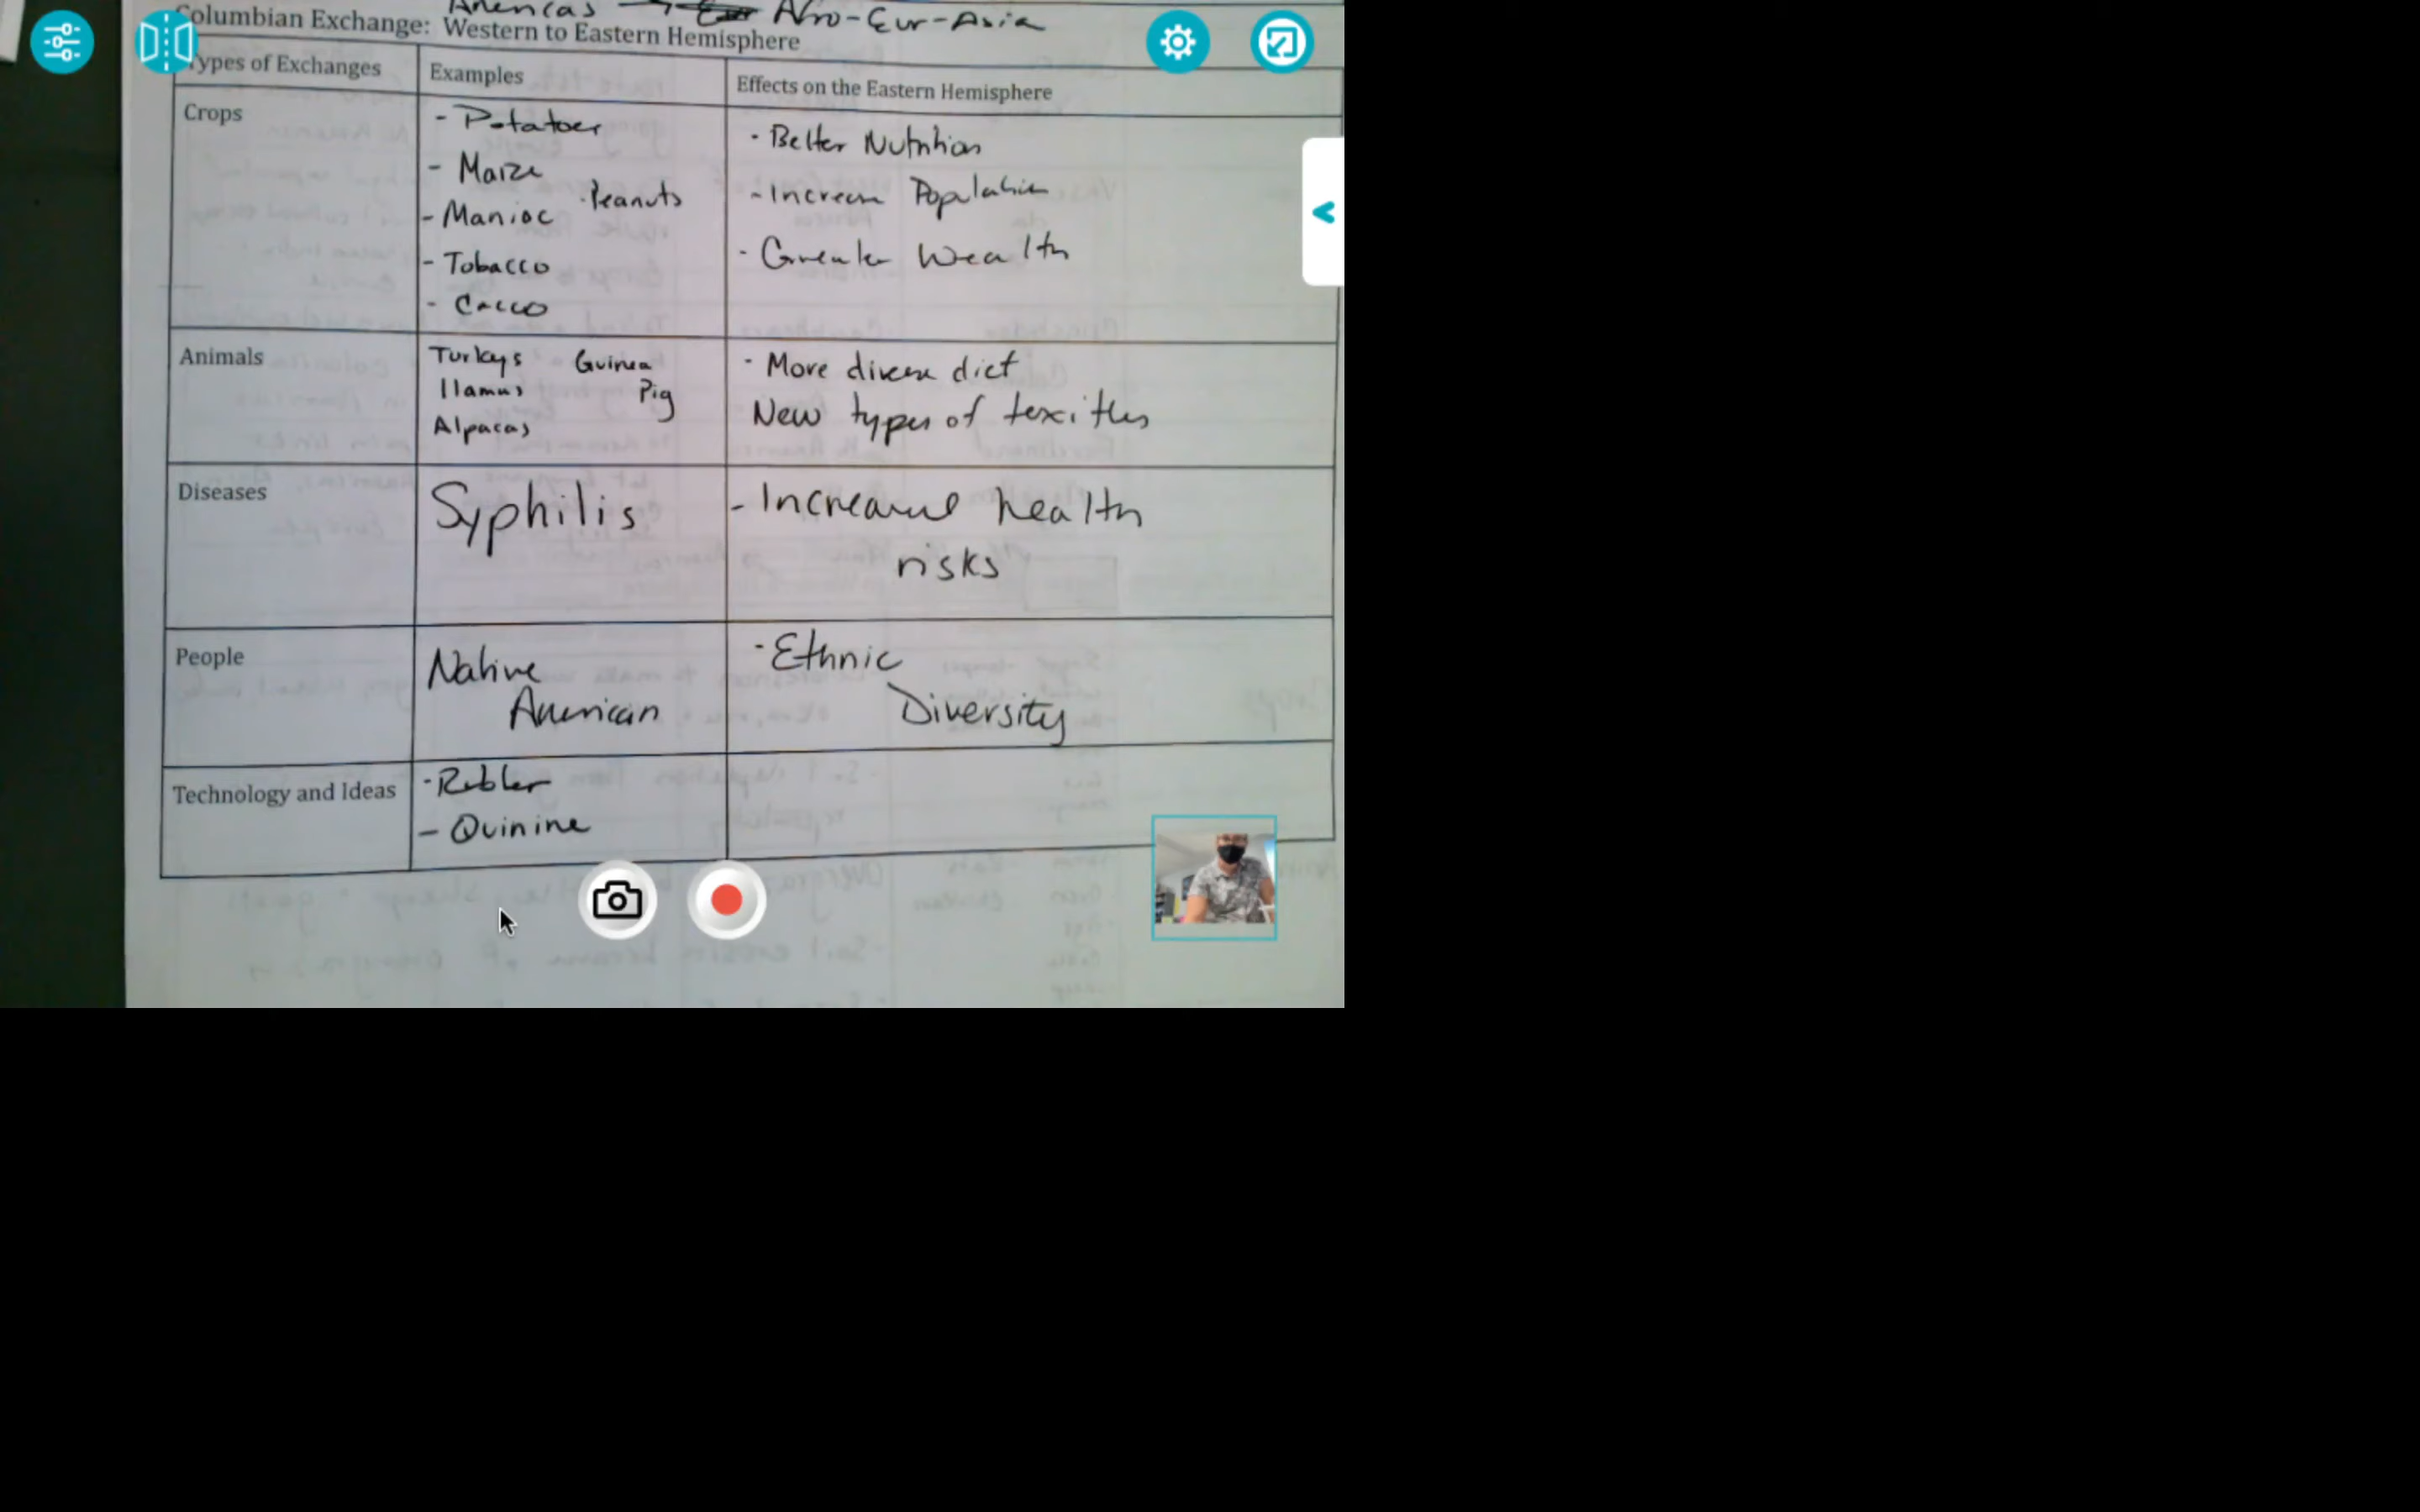 Americas → Afro-Eur-Asia
Columbian Exchange: Western to Eastern Hemisphere
Types of Exchanges Examples Effects on the Eastern Hemisphere
Crops
- Potatoes
- Maize
- Maniac · Peanuts
- Tobacco
- Cacco
- Better Nutrition
- Increase Population
- Greater Wealth
Animals
Turkeys Guinea
llamas Pig
Alpacas
- More diverse diet
New types of texitles
Diseases
Syphilis
- Increased health
risks
People
Native
American
- Ethnic
Diversity
Technology and Ideas
- Rubber
- Quinine